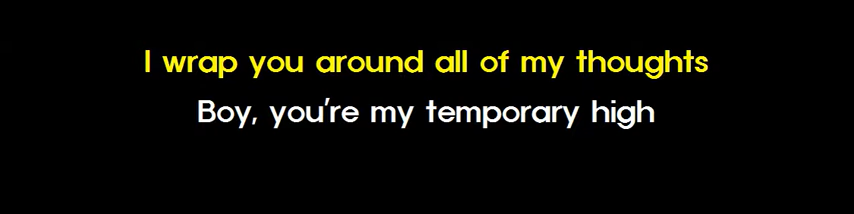 I wrap you around all of my thoughts
Boy, you're my temporary high